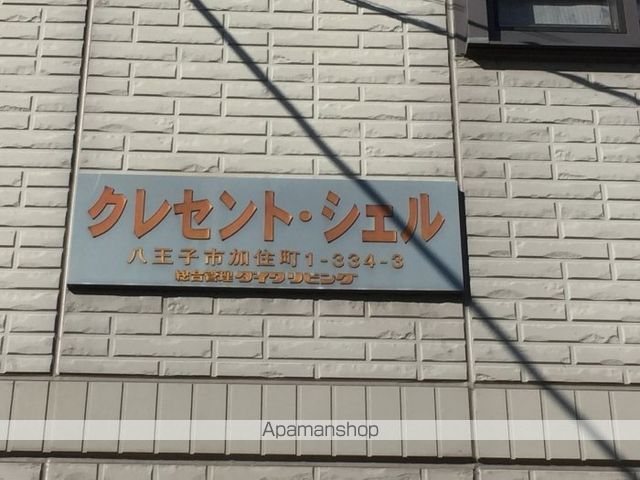 クレセント・シェル
八王子市加住町1-334-3
総合管理 ダイタリビング
Apamanshop